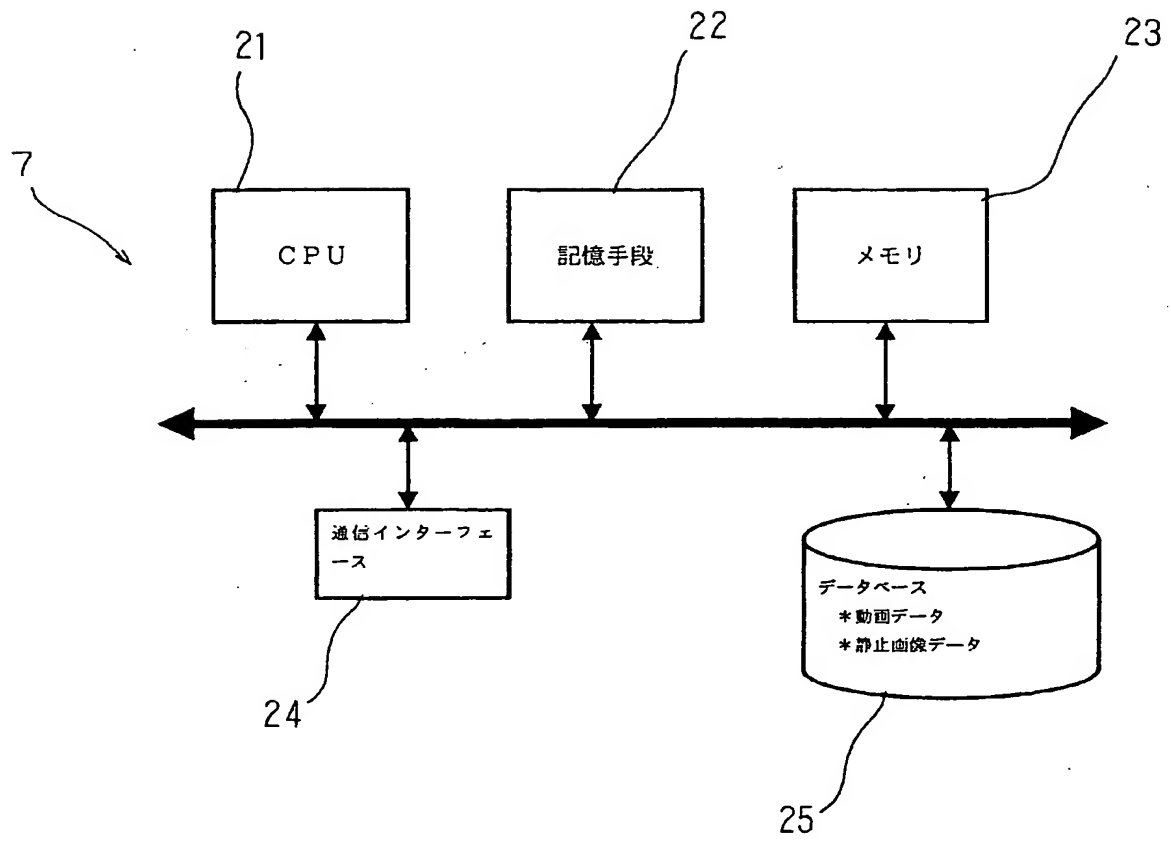 21
22
23
7
CPU
記憶手段
メモリ
通信インターフェ
ース
データベース
*動画データ
*静止画像データ
24
25